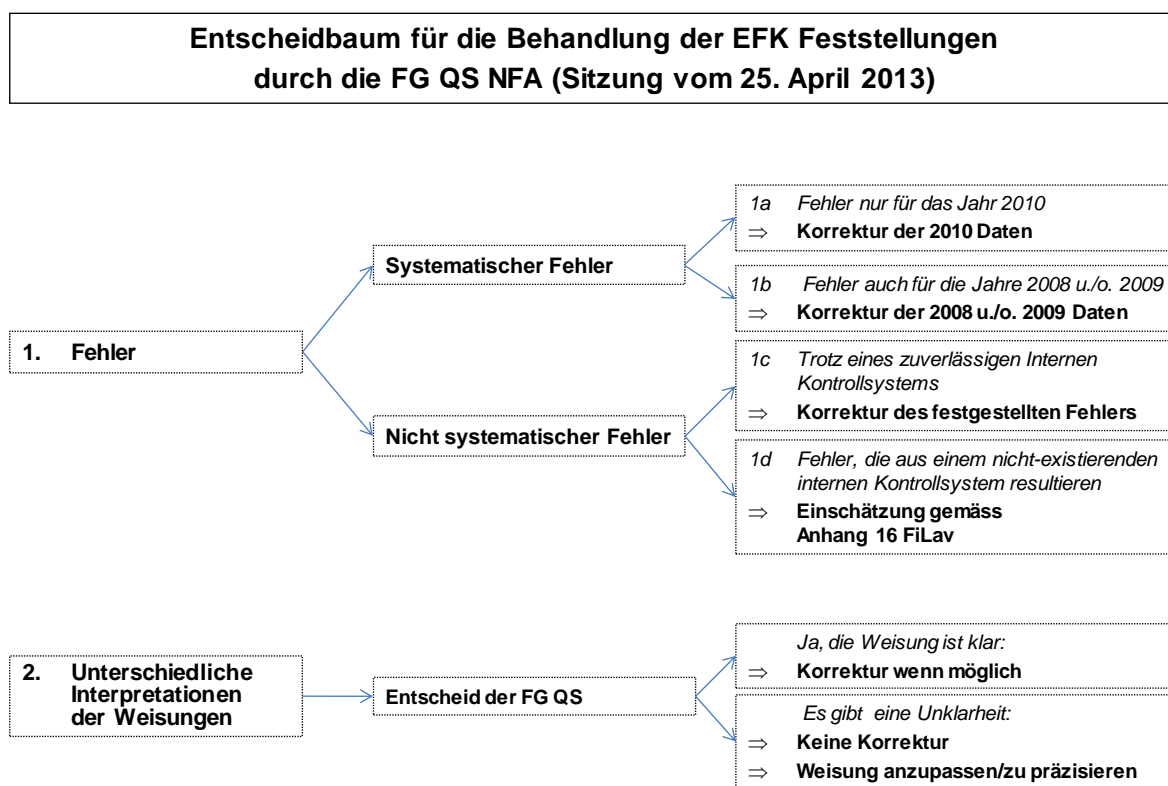 Entscheidbaum für die Behandlung der EFK Feststellungen
durch die FG QS NFA (Sitzung vom 25. April 2013)
1. Fehler
Systematischer Fehler
1a Fehler nur für das Jahr 2010
⇒ Korrektur der 2010 Daten
1b Fehler auch für die Jahre 2008 u./o. 2009
⇒ Korrektur der 2008 u./o. 2009 Daten
Nicht systematischer Fehler
1c Trotz eines zuverlässigen Internen
Kontrollsystems
⇒ Korrektur des festgestellten Fehlers
1d Fehler, die aus einem nicht-existierenden
internen Kontrollsystem resultieren
⇒ Einschätzung gemäss
Anhang 16 FiLav
2. Unterschiedliche
Interpretationen
der Weisungen
Entscheid der FG QS
Ja, die Weisung ist klar:
⇒ Korrektur wenn möglich
Es gibt eine Unklarheit:
⇒ Keine Korrektur
⇒ Weisung anzupassen/zu präzisieren